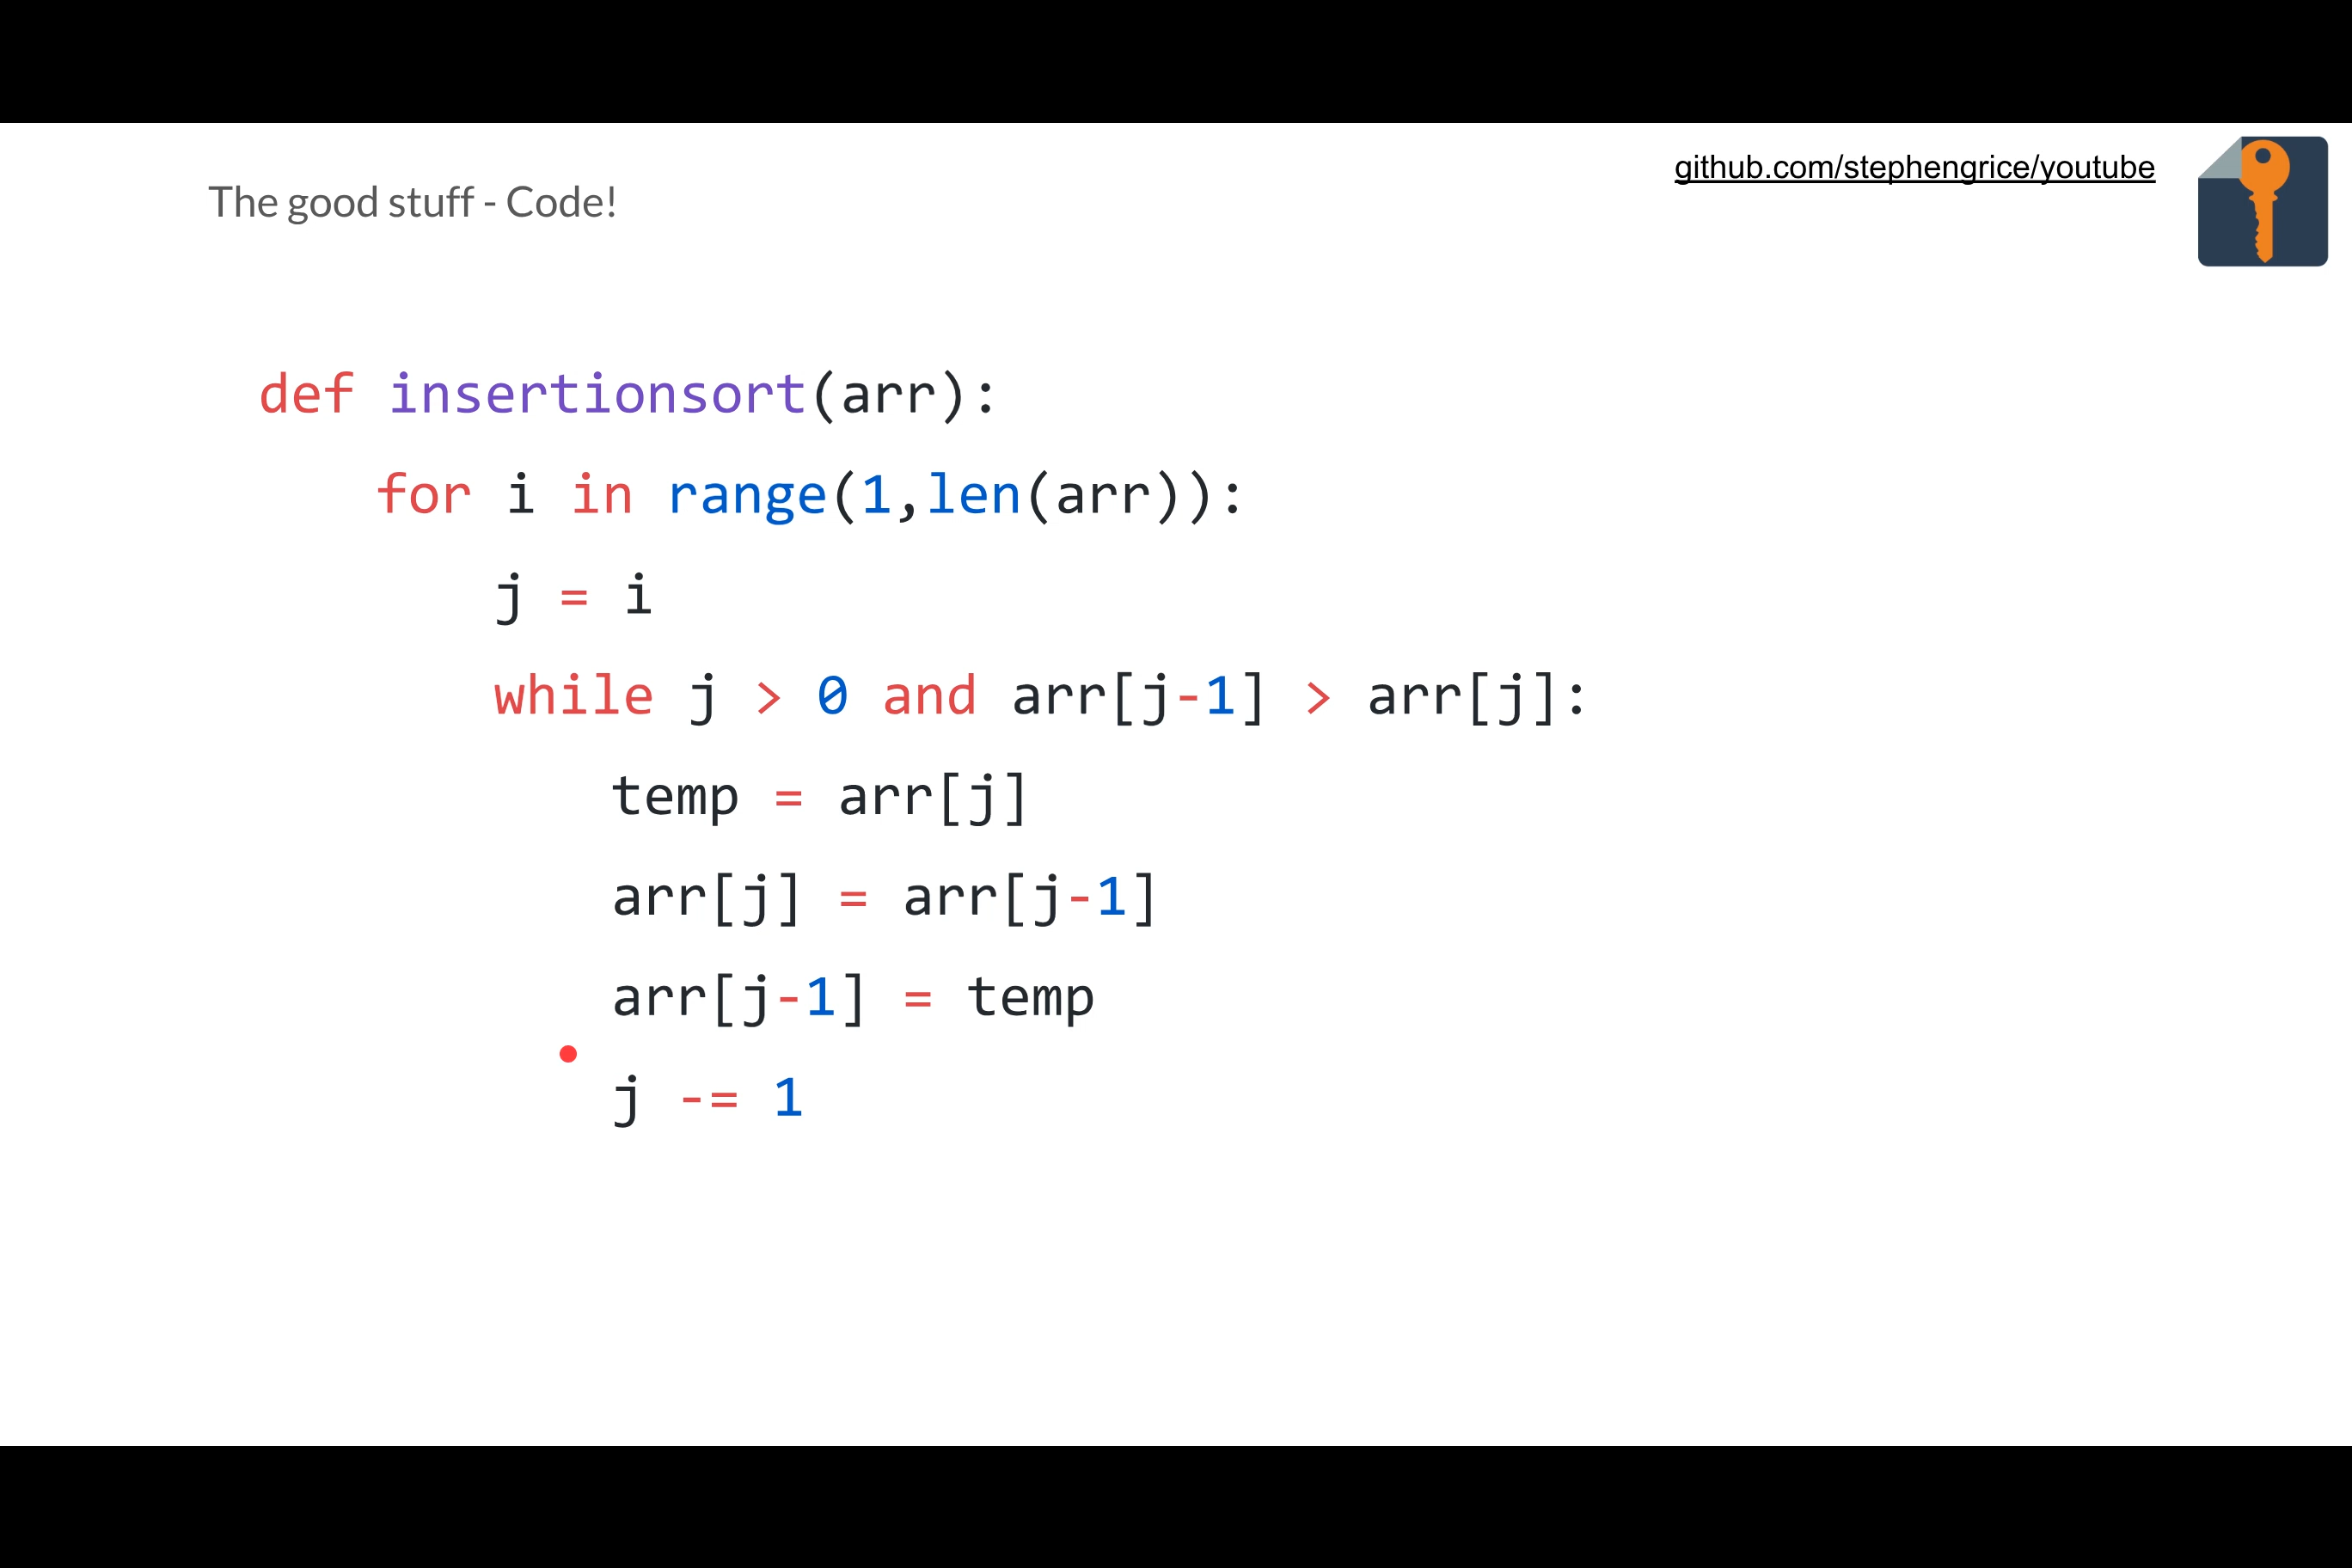 The good stuff - Code!
github.com/stephengrice/youtube
def insertionsort(arr):
    for i in range(1,len(arr)):
        j = i
        while j > 0 and arr[j-1] > arr[j]:
            temp = arr[j]
            arr[j] = arr[j-1]
            arr[j-1] = temp
            j -= 1